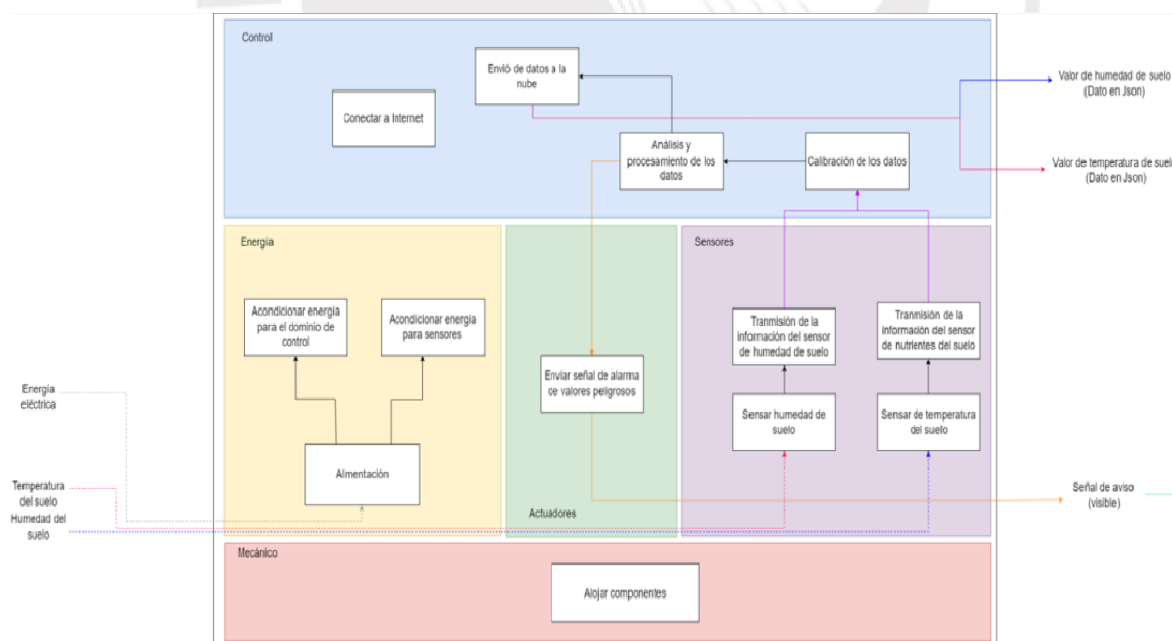 Control
Envió de datos a la
nube
Conectar a Internet
Análisis y
procesamiento de los
datos
Calibración de los datos
Valor de humedad de suelo
(Dato en Json)
Valor de temperatura de suelo
(Dato en Json)
Energía
Acondicionar energía
para el dominio de
control
Acondicionar energía
para sensores
Alimentación
Enviar señal de alarma
de valores peligrosos
Actuadores
Sensores
Tranmisión de la
información del sensor
de humedad de suelo
Tranmisión de la
información del sensor
de nutrientes del suelo
Sensar humedad de
suelo
Sensar de temperatura
del suelo
Energía
eléctrica
Temperatura
del suelo
Humedad del
suelo
Señal de aviso
(visible)
Mecánico
Alojar componentes